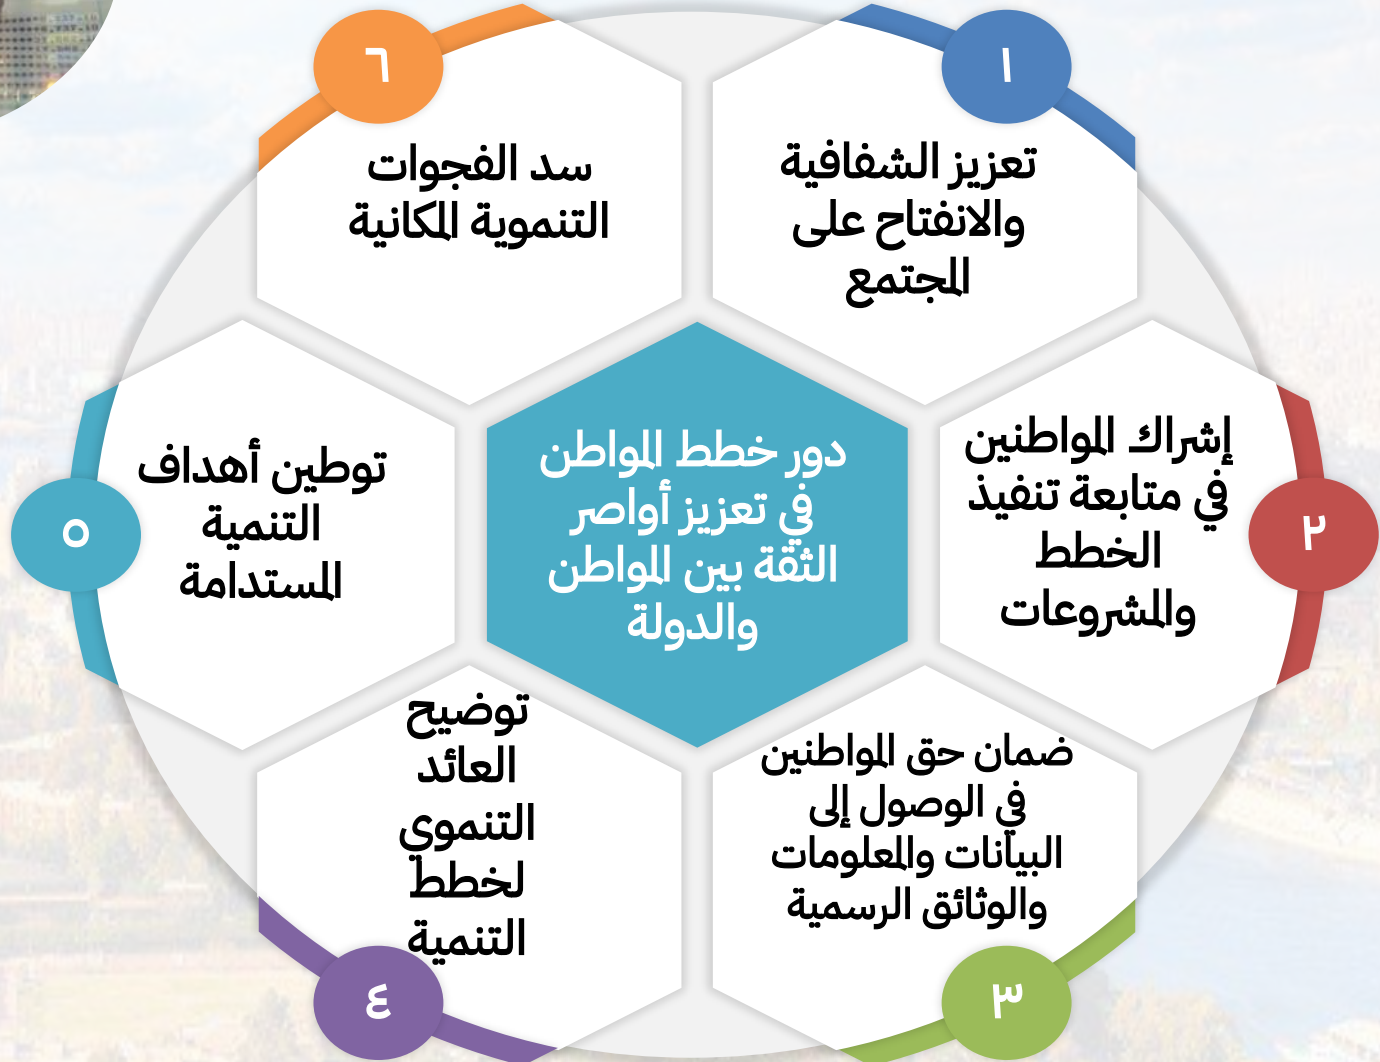 دور خطط المواطن
في تعزيز أواصر
الثقة بين المواطن
والدولة
١
تعزيز الشفافية
والانفتاح على
المجتمع
٢
إشراك المواطنين
في متابعة تنفيذ
الخطط
والمشروعات
٣
ضمان حق المواطنين
في الوصول إلى
البيانات والمعلومات
والوثائق الرسمية
٤
توضيح
العائد
التنموي
لخطط
التنمية
٥
توطين أهداف
التنمية
المستدامة
٦
سد الفجوات
التنموية المكانية